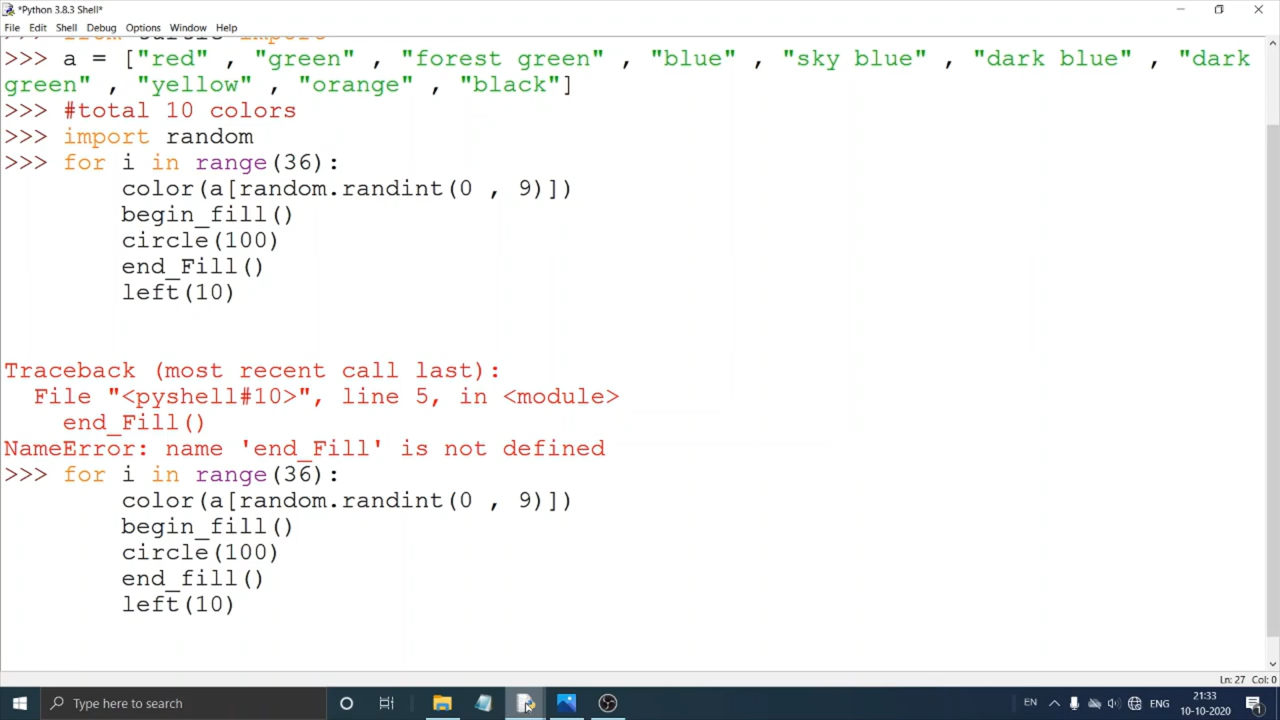 *Python 3.8.3 Shell*
File Edit Shell Debug Options Window Help
>>> a = ["red" , "green" , "forest green" , "blue" , "sky blue" , "dark blue" , "dark
green" , "yellow" , "orange" , "black"]
>>> #total 10 colors
>>> import random
>>> for i in range(36):
color(a[random.randint(0 , 9)])
begin_fill()
circle(100)
end_Fill()
left(10)
Traceback (most recent call last):
File "<pyshell#10>", line 5, in <module>
end_Fill()
NameError: name 'end_Fill' is not defined
>>> for i in range(36):
color(a[random.randint(0 , 9)])
begin_fill()
circle(100)
end_fill()
left(10)
Ln: 27 Col: 0
Type here to search
EN
ENG
21:33
10-10-2020
1